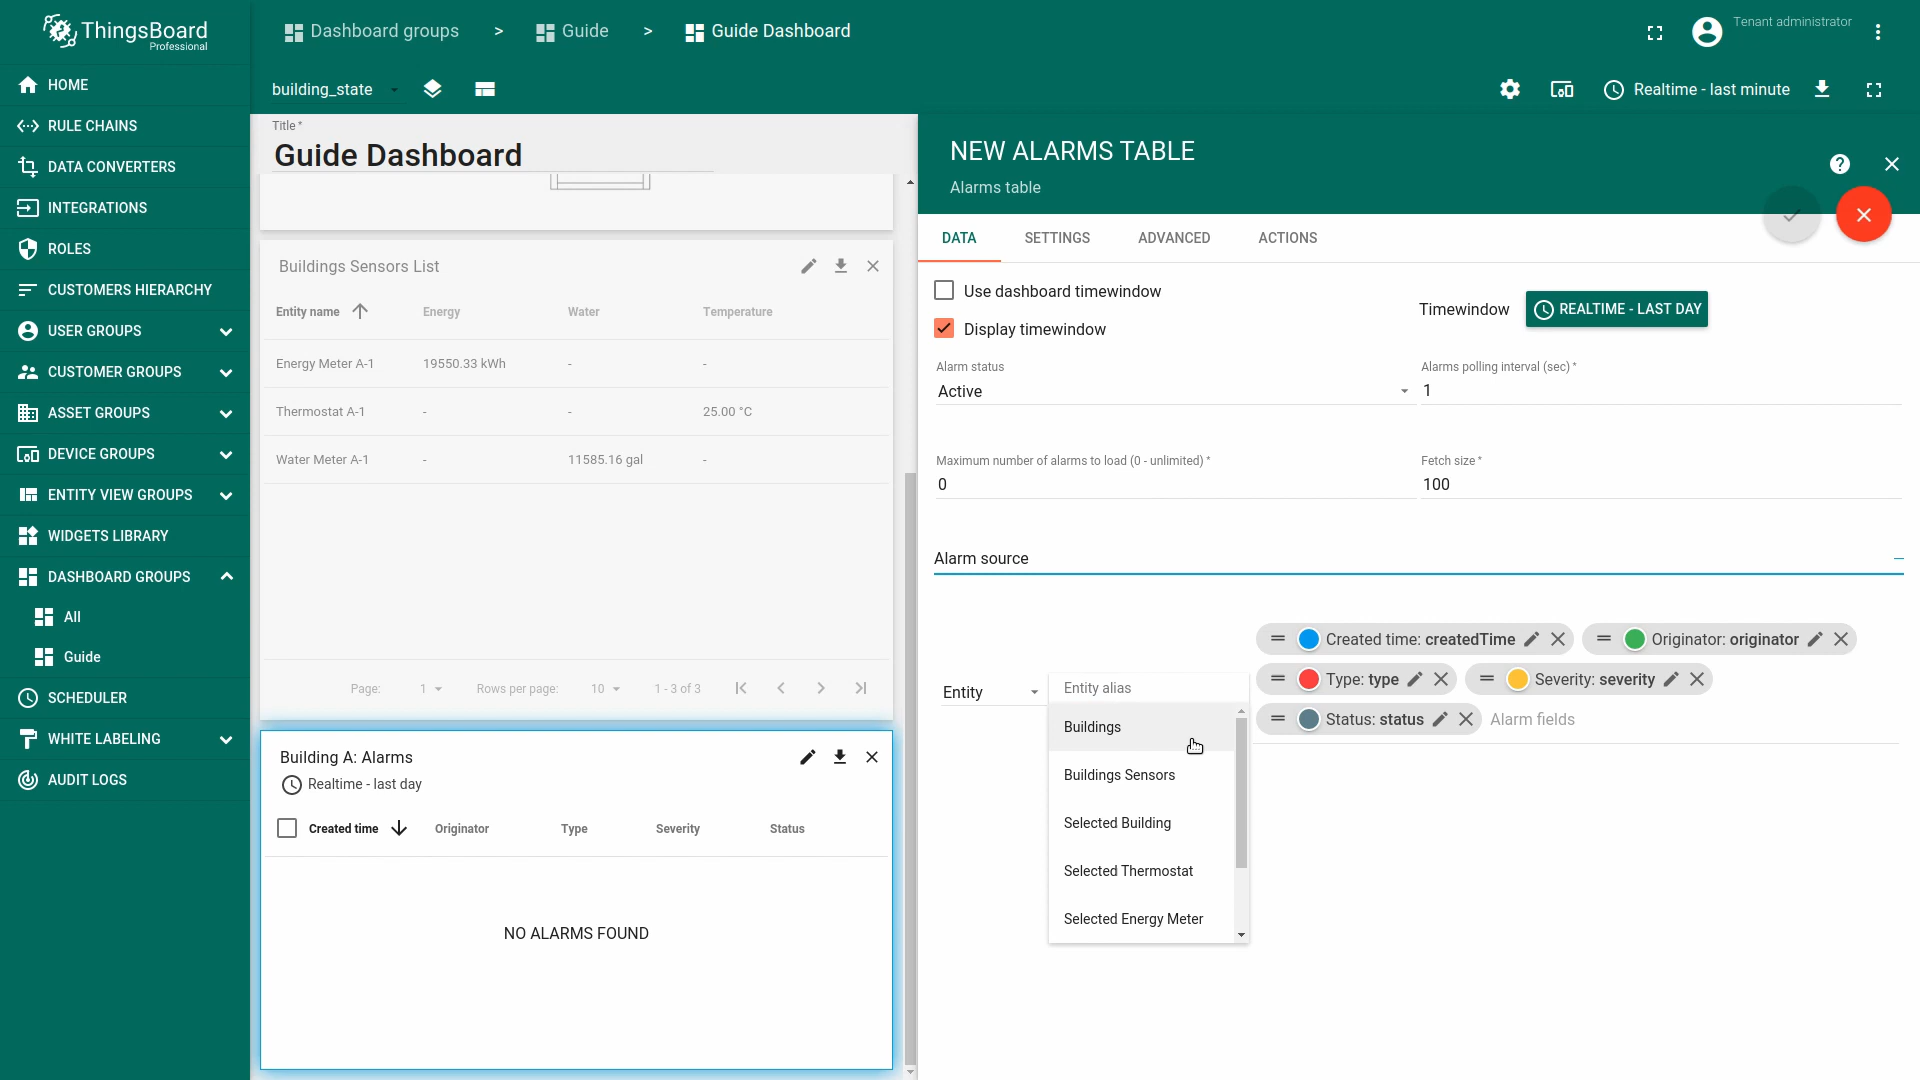 ThingsBoard
Professional
Dashboard groups > Guide > Guide Dashboard
Tenant administrator
building_state
Realtime - last minute
HOME
RULE CHAINS
DATA CONVERTERS
INTEGRATIONS
ROLES
CUSTOMERS HIERARCHY
USER GROUPS
CUSTOMER GROUPS
ASSET GROUPS
DEVICE GROUPS
ENTITY VIEW GROUPS
WIDGETS LIBRARY
DASHBOARD GROUPS
All
Guide
SCHEDULER
WHITE LABELING
AUDIT LOGS
Title *
Guide Dashboard
Buildings Sensors List
Entity name Energy Water Temperature
Energy Meter A-1 19550.33 kWh - -
Thermostat A-1 - - 25.00 °C
Water Meter A-1 - 11585.16 gal -
Page: 1 Rows per page: 10 1 - 3 of 3
Building A: Alarms
Realtime - last day
Created time Originator Type Severity Status
NO ALARMS FOUND
NEW ALARMS TABLE
Alarms table
DATA SETTINGS ADVANCED ACTIONS
Use dashboard timewindow
Display timewindow
Timewindow REALTIME - LAST DAY
Alarm status
Active
Alarms polling interval (sec) *
1
Maximum number of alarms to load (0 - unlimited) *
0
Fetch size *
100
Alarm source
Entity
Entity alias
Buildings
Buildings Sensors
Selected Building
Selected Thermostat
Selected Energy Meter
Created time: createdTime Originator: originator
Type: type Severity: severity
Status: status Alarm fields